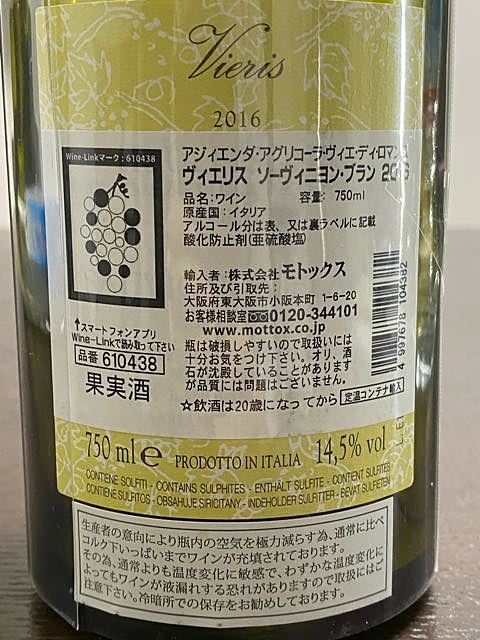 Vieris
2016
Wine-Linkマーク:610438
アジィエンダ・アグリコーラ・ヴィエ・ディ・ロマンス
ヴィエリス ソーヴィニヨン・ブラン 2016
品名:ワイン 容量: 750ml
原産国:イタリア
アルコール分は表、又は裏ラベルに記載
酸化防止剤(亜硫酸塩)
輸入者:株式会社モトックス
住所及び引取先:
大阪府東大阪市小阪本町 1-6-20
お客様相談室 0120-344101
www.mottox.co.jp
↑スマートフォンアプリ
Wine-Linkで読み取って下さい
品番 610438
果実酒
瓶は破損しやすいので取扱いには
十分お気をつけ下さい。オリ、酒
石が沈殿していることがあります
が品質には問題はございません。
☆飲酒は20歳になってから 定温コンテナ輸入
4 997678 104382
750 ml e PRODOTTO IN ITALIA 14,5% vol
CONTIENE SOLFITI - CONTAINS SULPHITES - ENTHÄLT SULFITE - CONTIENT SULFITES
CONTIENE SULFITOS - OBSAHUJE SIRICITANY - INDEHOLDER SULFITTER - BEVAT SULFIETEN
生産者の意向により瓶内の空気を極力減らす為、通常に比べ
コルク下いっぱいまでワインが充填されております。
その為、通常よりも温度変化に敏感で、わずかな温度変化に
よってもワインが液漏れする恐れがありますので取扱にはご
注意下さい。冷暗所での保存をお勧めしております。